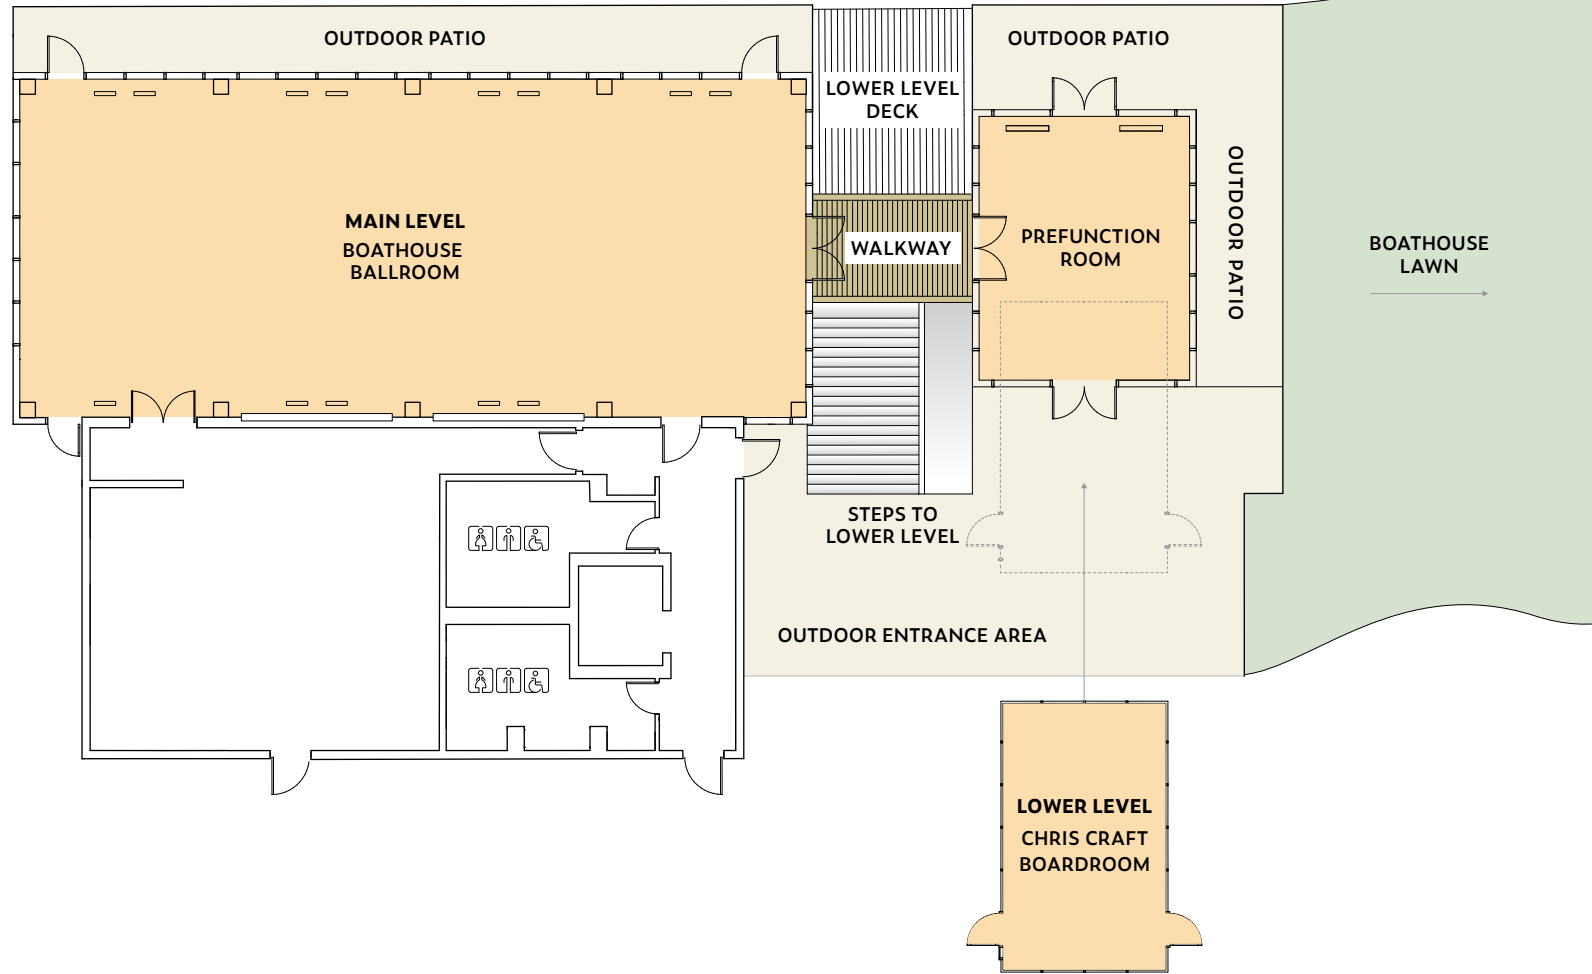 OUTDOOR PATIO
OUTDOOR PATIO
LOWER LEVEL
DECK
OUTDOOR PATIO
MAIN LEVEL
BOATHOUSE
BALLROOM
WALKWAY
PREFUNCTION
ROOM
BOATHOUSE
LAWN
STEPS TO
LOWER LEVEL
OUTDOOR ENTRANCE AREA
LOWER LEVEL
CHRIS CRAFT
BOARDROOM